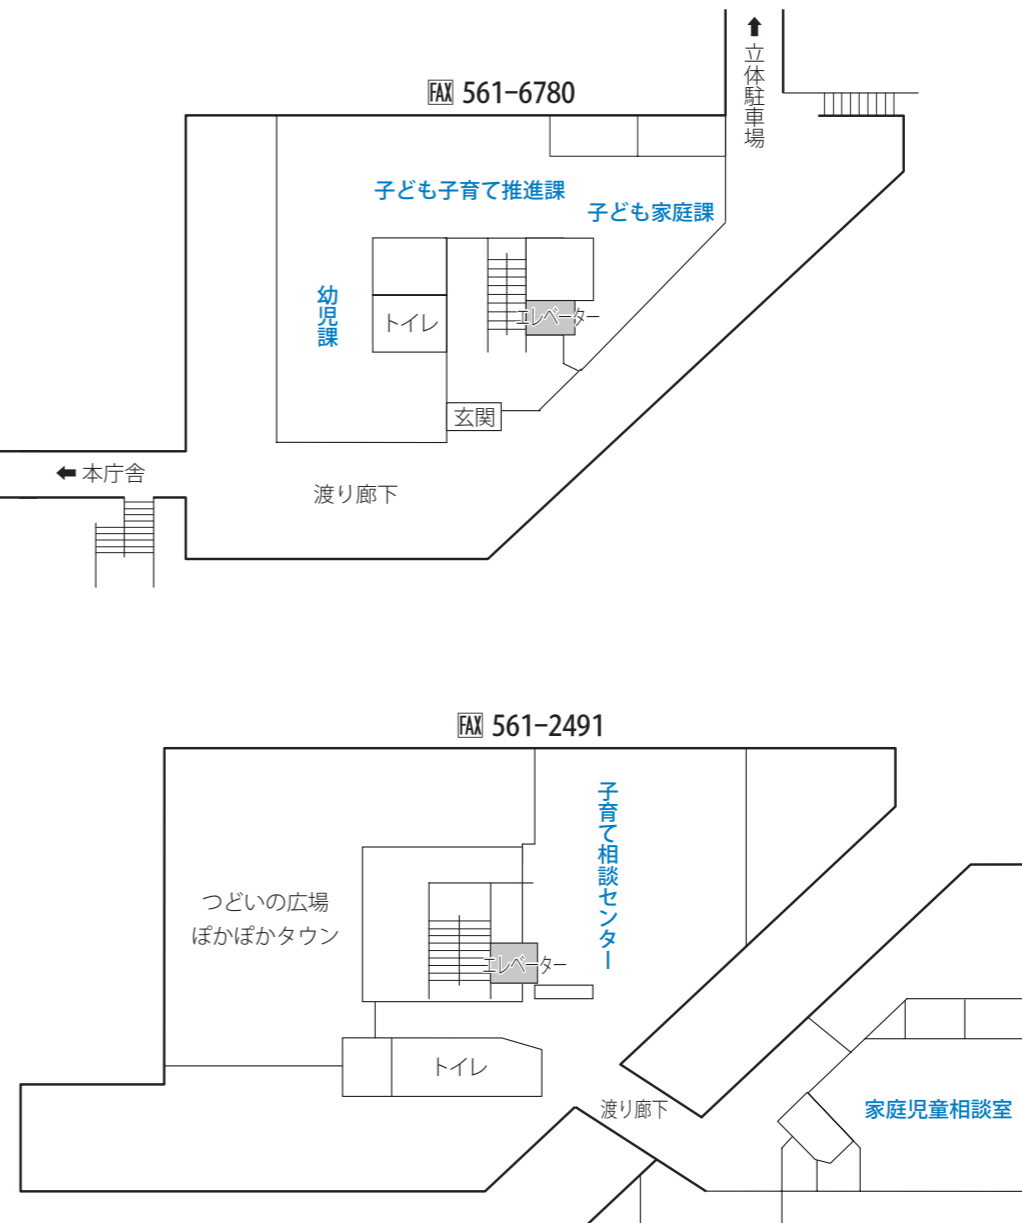 ↑立体駐車場
FAX 561-6780
子ども子育て推進課
子ども家庭課
幼児課
トイレ
エレベーター
玄関
←本庁舎
渡り廊下
FAX 561-2491
子育て相談センター
つどいの広場
ぽかぽかタウン
エレベーター
トイレ
渡り廊下
家庭児童相談室